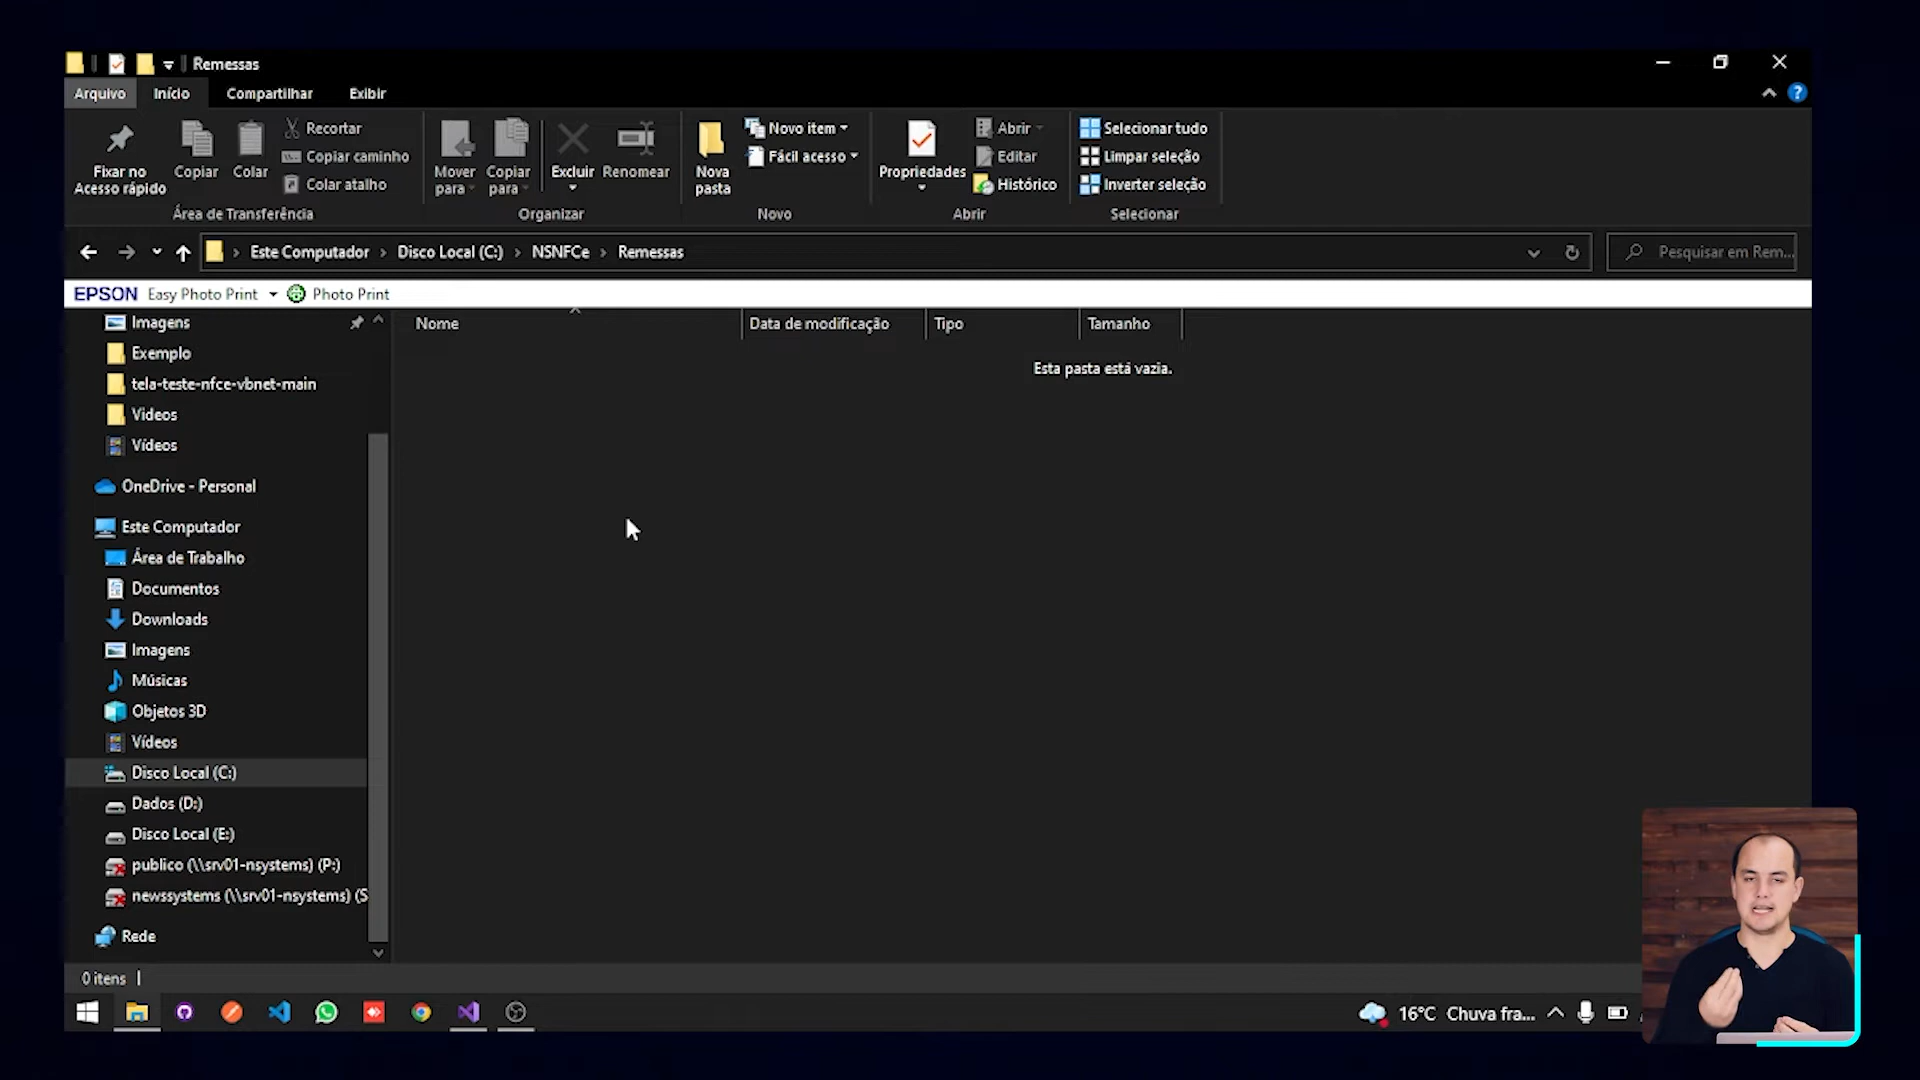 Remessas
Arquivo Início Compartilhar Exibir
Fixar no Acesso rápido
Copiar
Colar
Recortar
Copiar caminho
Colar atalho
Área de Transferência
Mover para
Copiar para
Excluir
Renomear
Organizar
Nova pasta
Novo item
Fácil acesso
Novo
Propriedades
Abrir
Editar
Histórico
Abrir
Selecionar tudo
Limpar seleção
Inverter seleção
Selecionar
Este Computador Disco Local (C:) NSNFCe Remessas
Pesquisar em Rem...
EPSON Easy Photo Print Photo Print
Nome Data de modificação Tipo Tamanho
Esta pasta está vazia.
Imagens
Exemplo
tela-teste-nfce-vbnet-main
Videos
Vídeos
OneDrive - Personal
Este Computador
Área de Trabalho
Documentos
Downloads
Imagens
Músicas
Objetos 3D
Vídeos
Disco Local (C:)
Dados (D:)
Disco Local (E:)
publico (\\srv01-nsystems) (P:)
newssystems (\\srv01-nsystems) (S
Rede
0 itens
16°C Chuva fra...